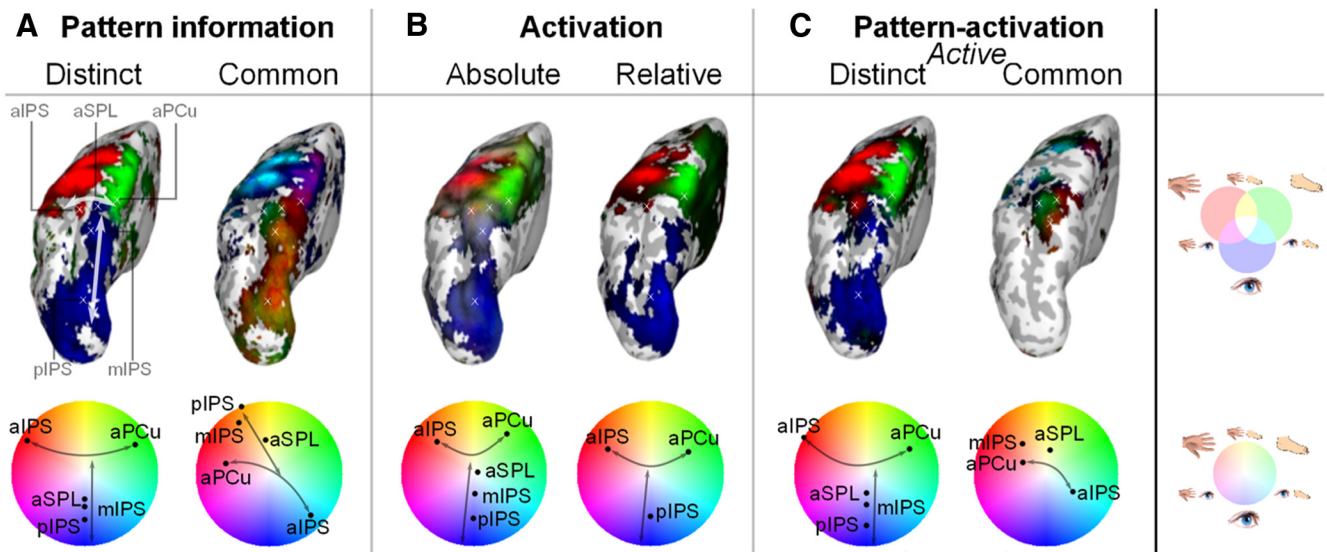 A Pattern information B Activation C Pattern-activation
Active
Distinct Common Absolute Relative Distinct Common
aIPS aSPL aPCu
pIPS mIPS
aIPS aPCu aSPL mIPS pIPS
pIPS mIPS aSPL aPCu aIPS
aIPS aPCu aSPL mIPS pIPS
aIPS aPCu pIPS
aIPS aPCu aSPL mIPS pIPS
mIPS aSPL aPCu aIPS